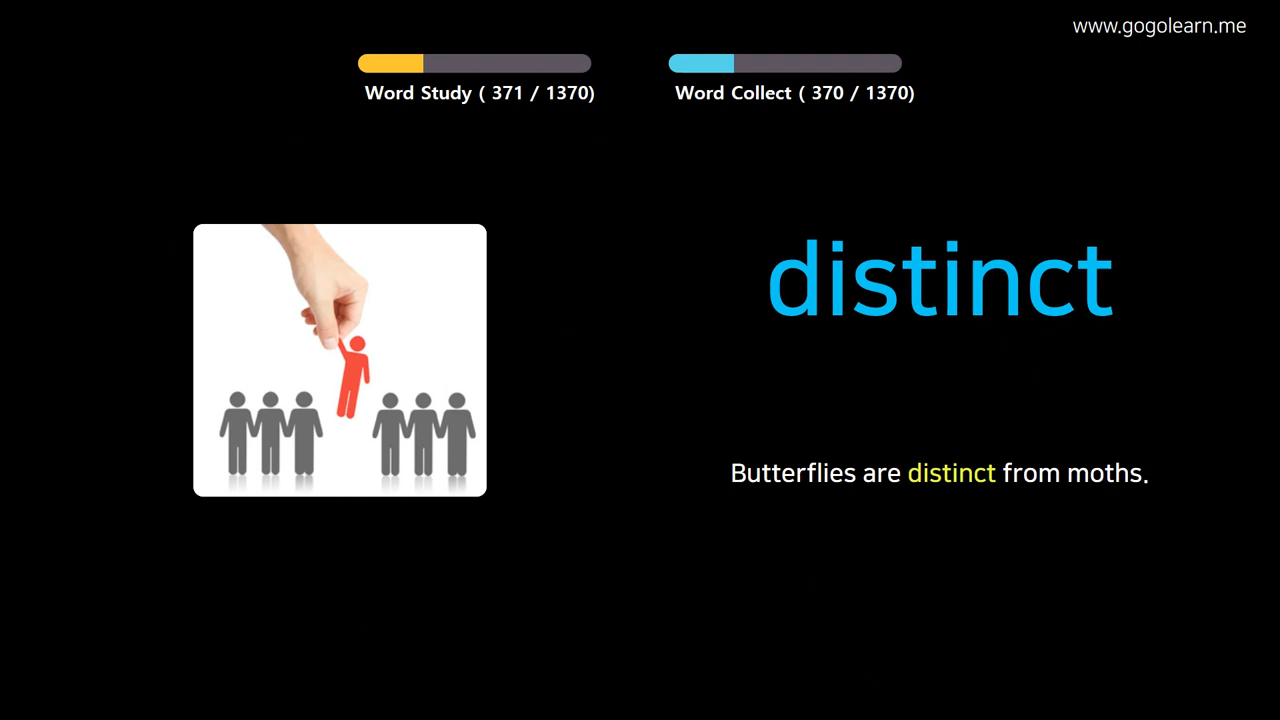 www.gogolearn.me
Word Study ( 371 / 1370)
Word Collect ( 370 / 1370)
distinct
Butterflies are distinct from moths.